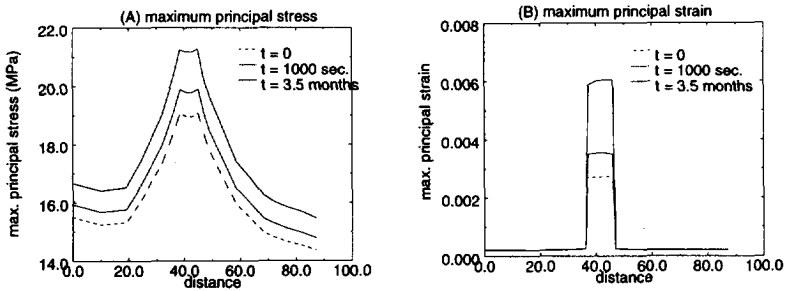 (A) maximum principal stress
22.0
20.0
18.0
16.0
14.0
max. principal stress (MPa)
t = 0
t = 1000 sec.
t = 3.5 months
0.0 20.0 40.0 60.0 80.0 100.0
distance
(B) maximum principal strain
0.008
0.006
0.004
0.002
0.000
max. principal strain
t = 0
t = 1000 sec.
t = 3.5 months
0.0 20.0 40.0 60.0 80.0 100.0
distance